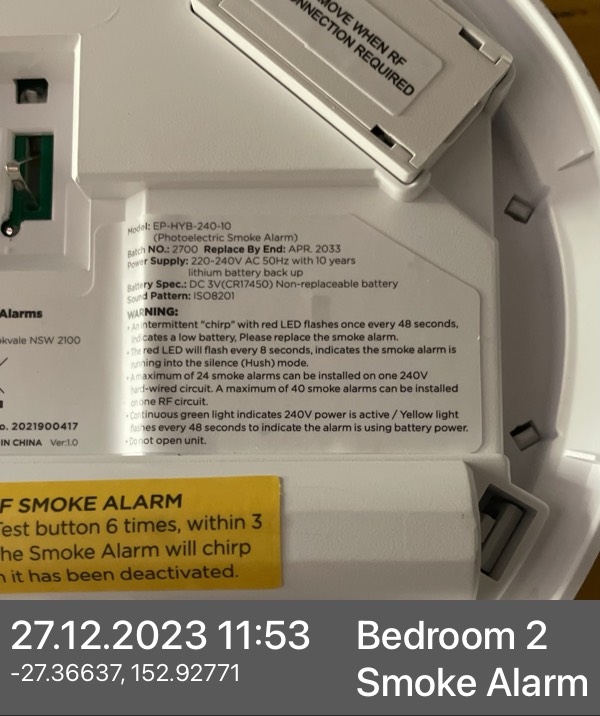 MOVE WHEN RF
ONNECTION REQUIRED
Model: EP-HYB-240-10
(Photoelectric Smoke Alarm)
Batch NO.: 2700 Replace By End: APR. 2033
Power Supply: 220-240V AC 50Hz with 10 years
lithium battery back up
Battery Spec.: DC 3V(CR17450) Non-replaceable battery
Sound Pattern: ISO8201
WARNING:
• An intermittent "chirp" with red LED flashes once every 48 seconds,
indicates a low battery, Please replace the smoke alarm.
• The red LED will flash every 8 seconds, indicates the smoke alarm is
running into the silence (Hush) mode.
• A maximum of 24 smoke alarms can be installed on one 240V
hard-wired circuit. A maximum of 40 smoke alarms can be installed
on one RF circuit.
• Continuous green light indicates 240V power is active / Yellow light
flashes every 48 seconds to indicate the alarm is using battery power.
• Do not open unit.
Alarms
okvale NSW 2100
o. 2021900417
IN CHINA Ver:1.0
F SMOKE ALARM
Test button 6 times, within 3
he Smoke Alarm will chirp
n it has been deactivated.
27.12.2023 11:53
-27.36637, 152.92771
Bedroom 2
Smoke Alarm